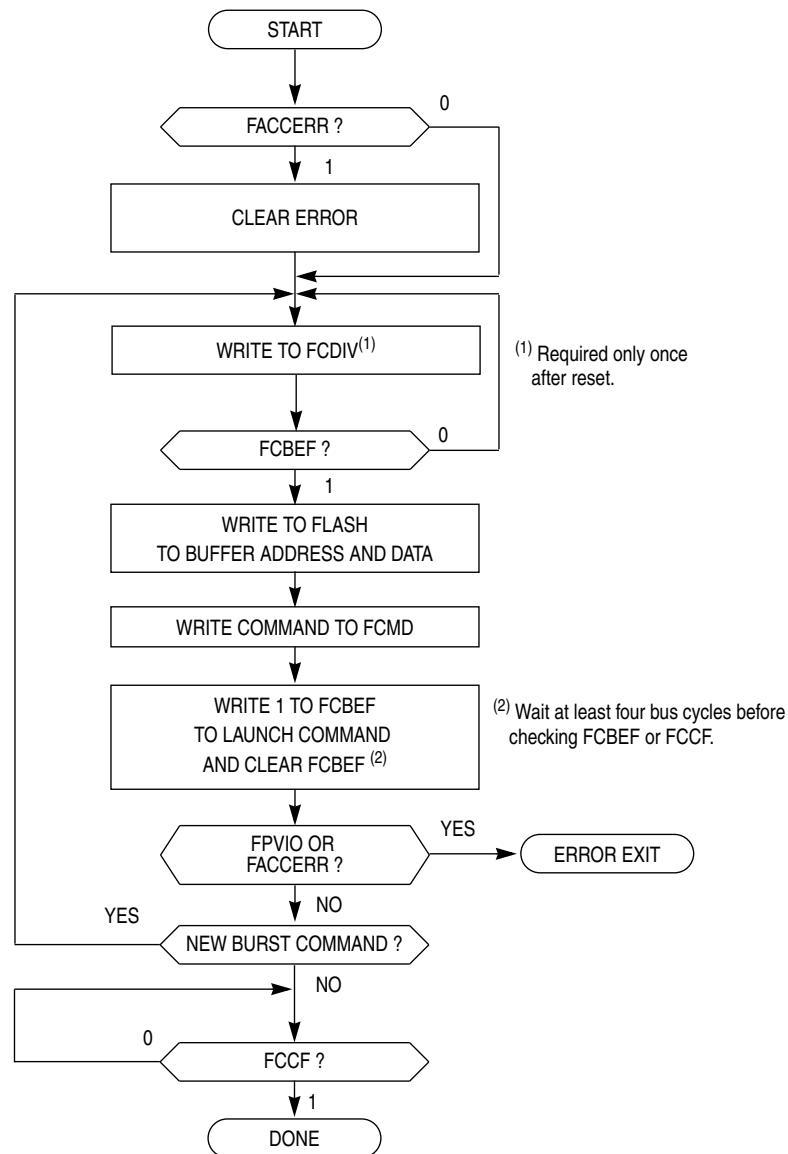 START
FACCERR ?
0
1
CLEAR ERROR
WRITE TO FCDIV(1)
(1) Required only once
after reset.
FCBEF ?
0
1
WRITE TO FLASH
TO BUFFER ADDRESS AND DATA
WRITE COMMAND TO FCMD
WRITE 1 TO FCBEF
TO LAUNCH COMMAND
AND CLEAR FCBEF (2)
(2) Wait at least four bus cycles before
checking FCBEF or FCCF.
FPVIO OR
FACCERR ?
YES
ERROR EXIT
NO
YES
NEW BURST COMMAND ?
NO
0
FCCF ?
1
DONE